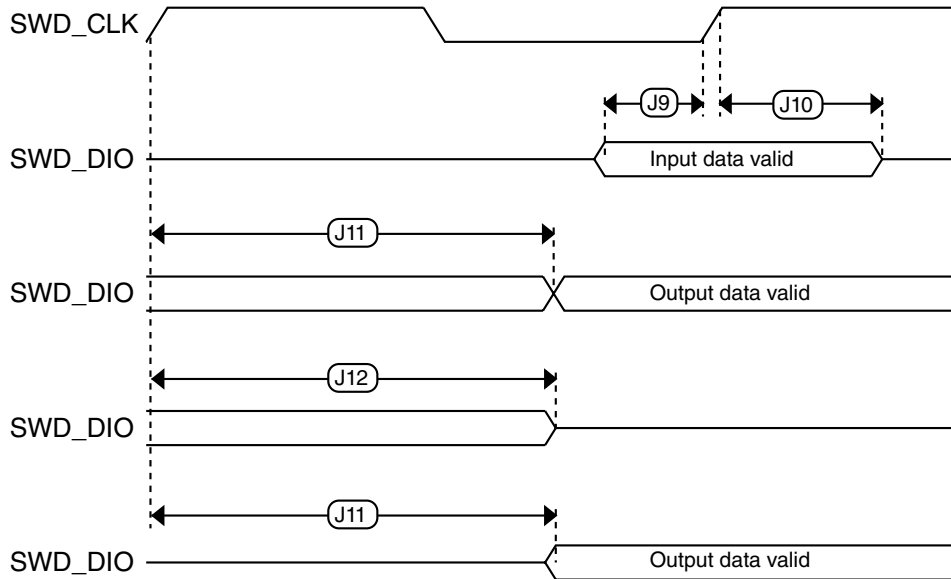 SWD_CLK
J9
J10
SWD_DIO
Input data valid
J11
SWD_DIO
Output data valid
J12
SWD_DIO
J11
SWD_DIO
Output data valid